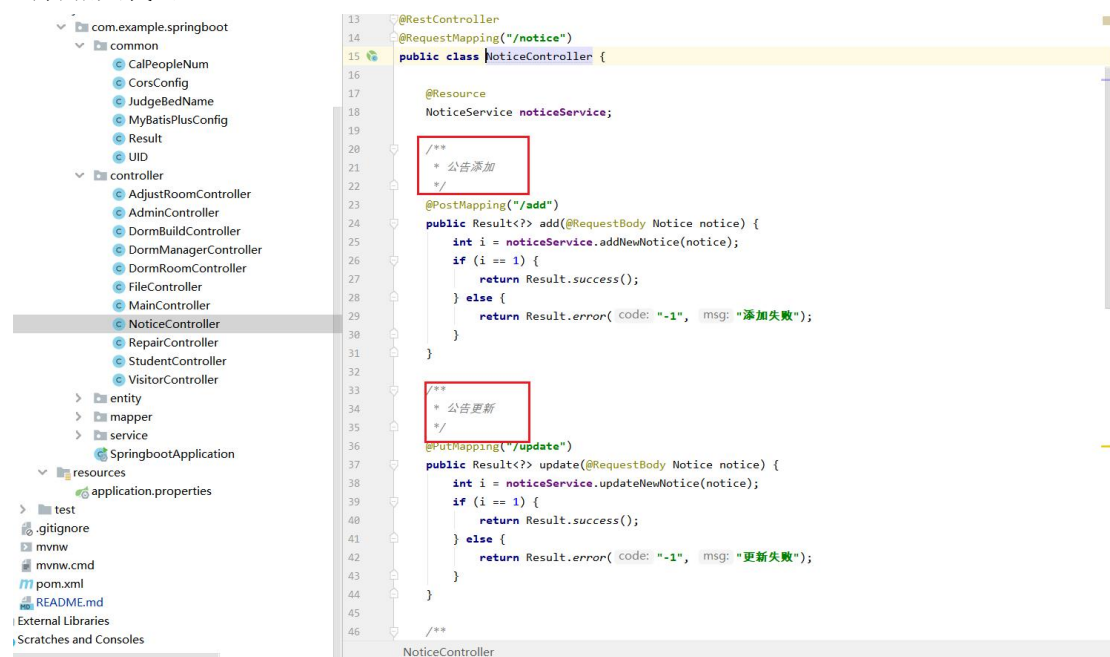 com.example.springboot
common
CalPeopleNum
CorsConfig
JudgeBedName
MyBatisPlusConfig
Result
UID
controller
AdjustRoomController
AdminController
DormBuildController
DormManagerController
DormRoomController
FileController
MainController
NoticeController
RepairController
StudentController
VisitorController
entity
mapper
service
SpringbootApplication
resources
application.properties
test
.gitignore
mvnw
mvnw.cmd
pom.xml
README.md
External Libraries
Scratches and Consoles
13 @RestController
14 @RequestMapping("/notice")
15 public class NoticeController {
16
17 @Resource
18 NoticeService noticeService;
19
20 /**
21 * 公告添加
22 */
23 @PostMapping("/add")
24 public Result<?> add(@RequestBody Notice notice) {
25 int i = noticeService.addNewNotice(notice);
26 if (i == 1) {
27 return Result.success();
28 } else {
29 return Result.error( code: "-1", msg: "添加失败");
30 }
31 }
32
33 /**
34 * 公告更新
35 */
36 @PutMapping("/update")
37 public Result<?> update(@RequestBody Notice notice) {
38 int i = noticeService.updateNewNotice(notice);
39 if (i == 1) {
40 return Result.success();
41 } else {
42 return Result.error( code: "-1", msg: "更新失败");
43 }
44 }
45
46 /**
NoticeController